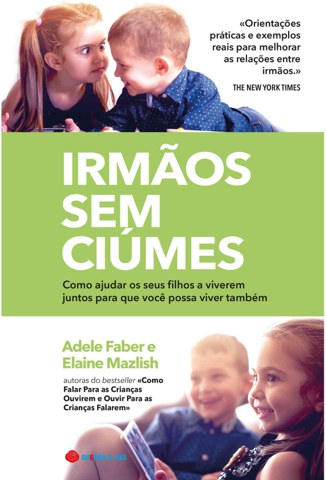 «Orientações
práticas e exemplos
reais para melhorar
as relações entre
irmãos.»
THE NEW YORK TIMES
IRMÃOS
SEM
CIÚMES
Como ajudar os seus filhos a viverem
juntos para que você possa viver também
Adele Faber e
Elaine Mazlish
autoras do bestseller «Como
Falar Para as Crianças
Ouvirem e Ouvir Para as
Crianças Falarem»